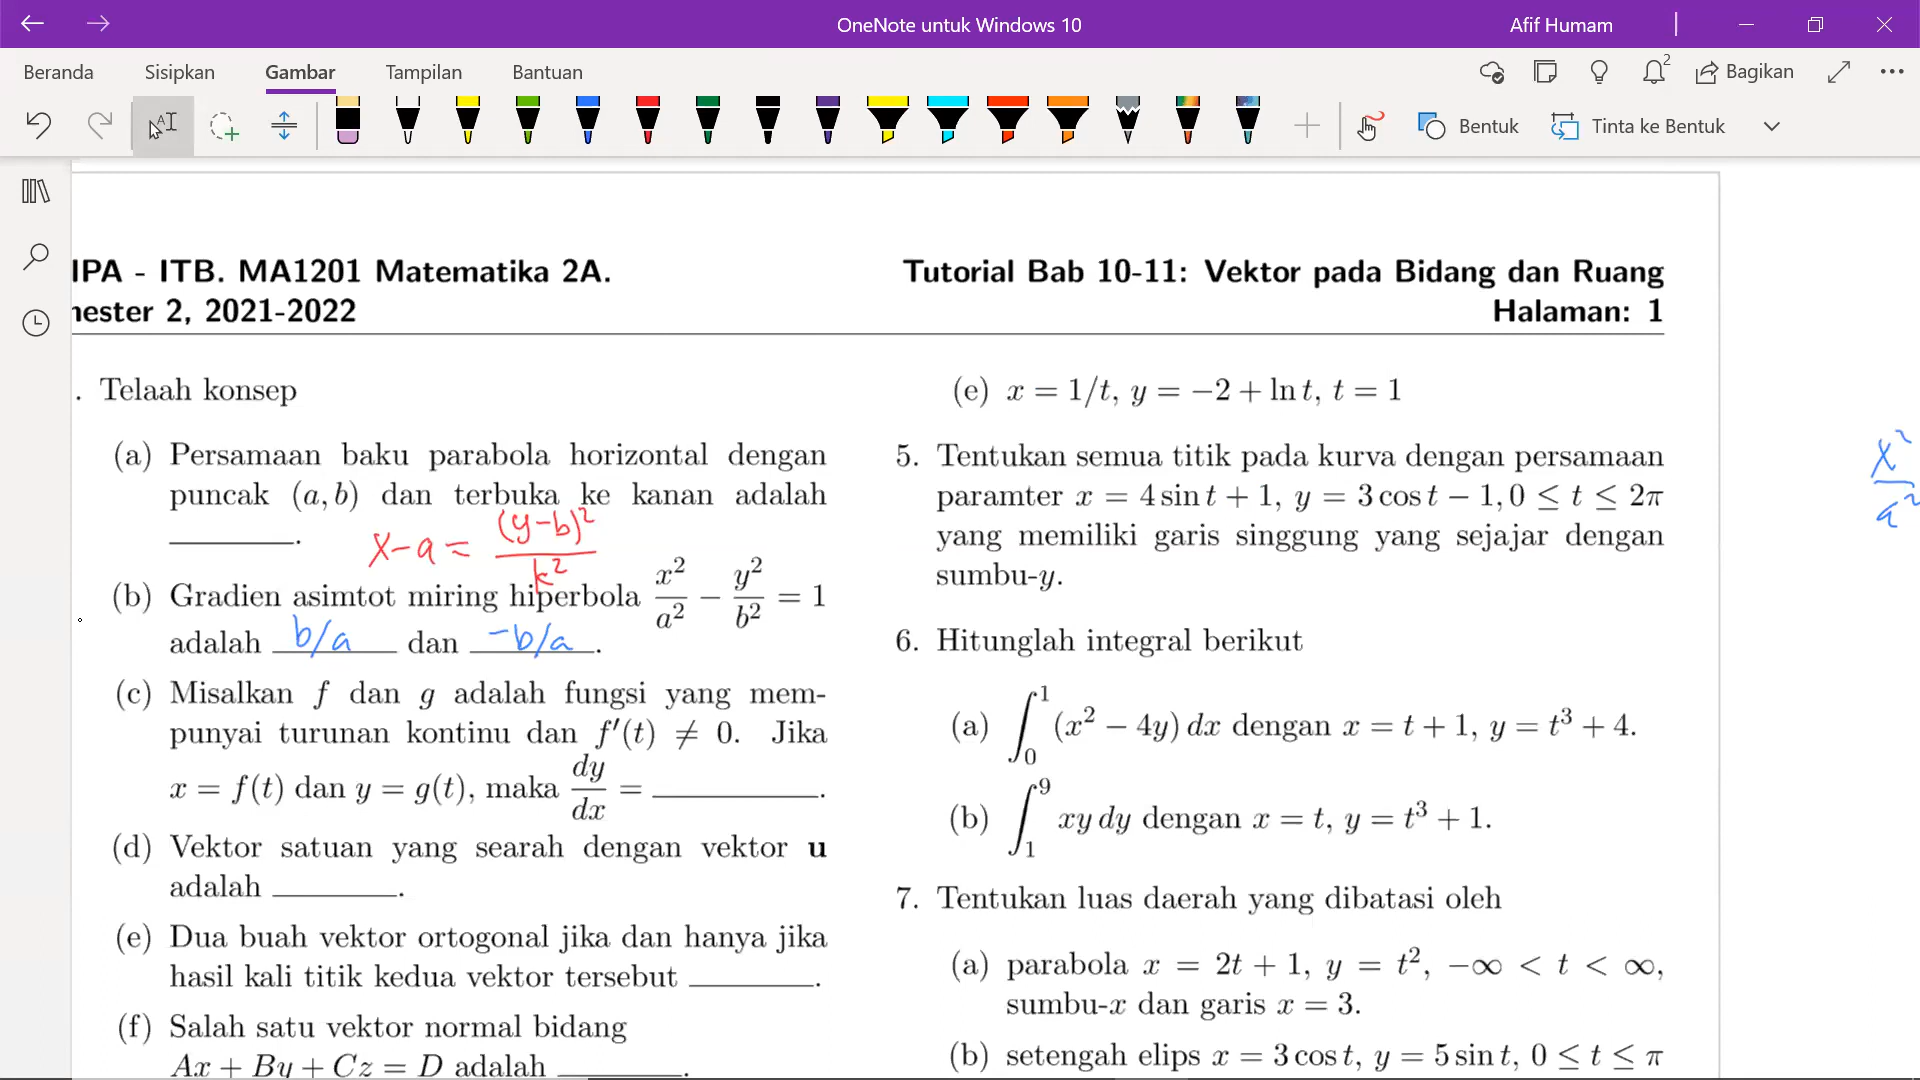 OneNote untuk Windows 10
Afif Humam
Beranda Sisipkan Gambar Tampilan Bantuan
2
Bagikan
Bentuk
Tinta ke Bentuk
IPA - ITB. MA1201 Matematika 2A.
Tutorial Bab 10-11: Vektor pada Bidang dan Ruang
nester 2, 2021-2022
Halaman: 1
. Telaah konsep
(a) Persamaan baku parabola horizontal dengan
puncak (a, b) dan terbuka ke kanan adalah
__________. x-a = (y-b)²/k²
(b) Gradien asimtot miring hiperbola x²/a² − y²/b² = 1
adalah b/a dan -b/a.
(c) Misalkan f dan g adalah fungsi yang mem-
punyai turunan kontinu dan f′(t) ≠ 0. Jika
x = f(t) dan y = g(t), maka dy/dx = __________.
(d) Vektor satuan yang searah dengan vektor u
adalah __________.
(e) Dua buah vektor ortogonal jika dan hanya jika
hasil kali titik kedua vektor tersebut __________.
(f) Salah satu vektor normal bidang
Ax + By + Cz = D adalah __________.
(e) x = 1/t, y = −2 + ln t, t = 1
5. Tentukan semua titik pada kurva dengan persamaan
paramter x = 4 sin t + 1, y = 3 cos t − 1, 0 ≤ t ≤ 2π
yang memiliki garis singgung yang sejajar dengan
sumbu-y.
6. Hitunglah integral berikut
(a) ∫₀¹ (x² − 4y) dx dengan x = t + 1, y = t³ + 4.
(b) ∫₁⁹ xy dy dengan x = t, y = t³ + 1.
7. Tentukan luas daerah yang dibatasi oleh
(a) parabola x = 2t + 1, y = t², −∞ < t < ∞,
sumbu-x dan garis x = 3.
(b) setengah elips x = 3 cos t, y = 5 sin t, 0 ≤ t ≤ π
x²/a²